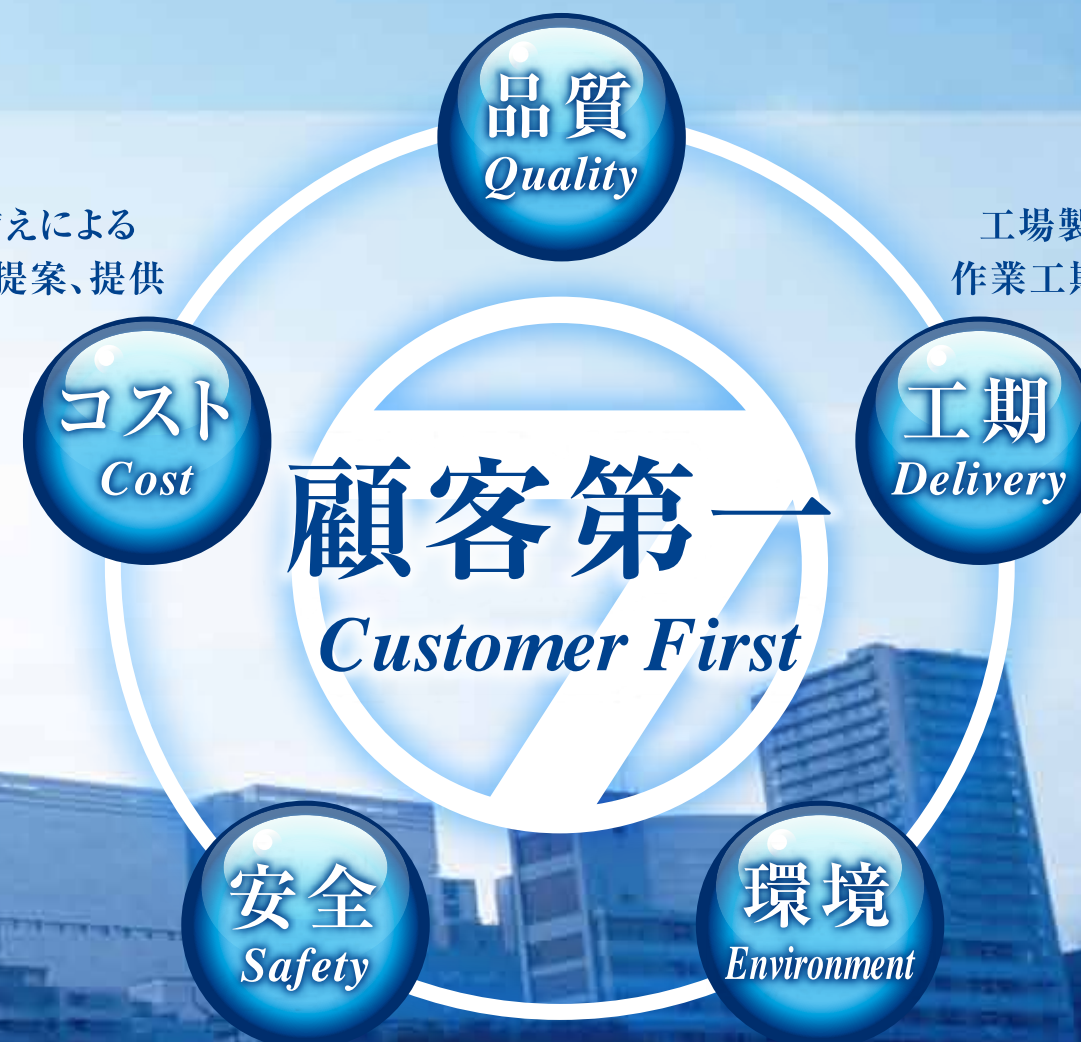 品質
Quality
えによる
提案、提供
工場製
作業工期
コスト
Cost
工期
Delivery
顧客第一
Customer First
安全
Safety
環境
Environment